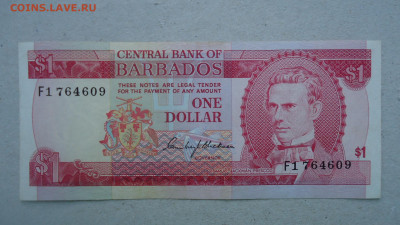 COINS.LAVE.RU
$1
CENTRAL BANK OF
BARBADOS
$1
THESE NOTES ARE LEGAL TENDER
FOR THE PAYMENT OF ANY AMOUNT
F1 764609
ONE
DOLLAR
GOVERNOR
F1 764609
$1
$1